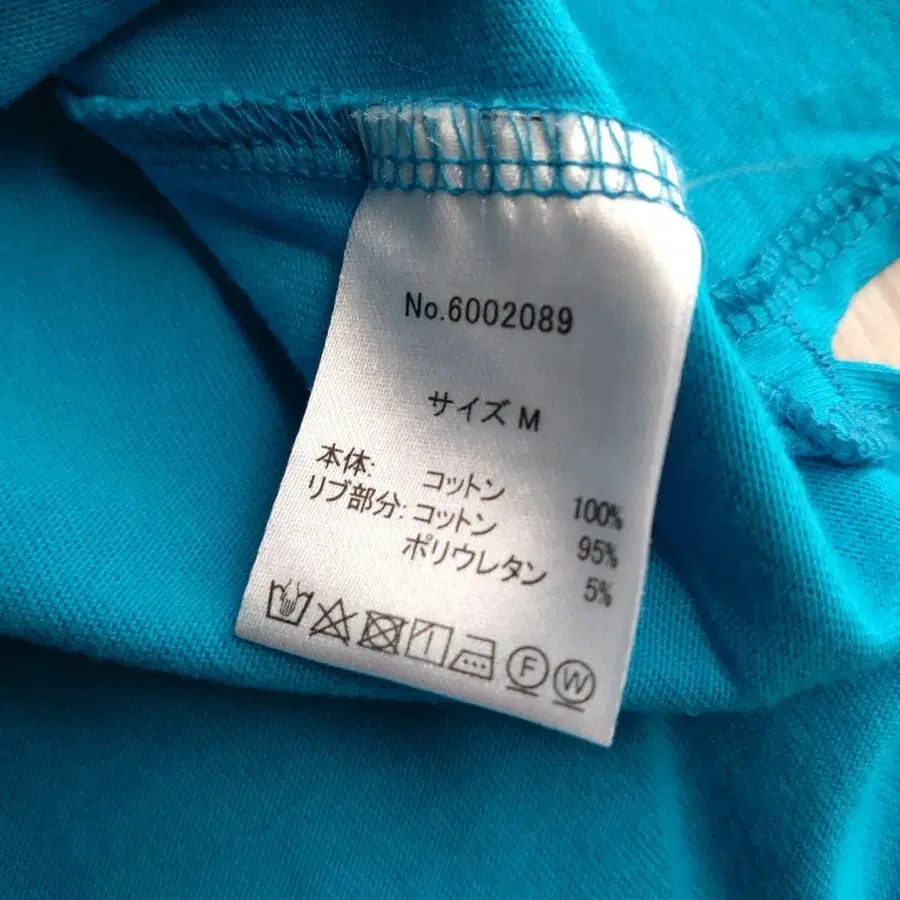 No.6002089
サイズ M
本体: コットン 100%
リブ部分: コットン 95%
ポリウレタン 5%
F W